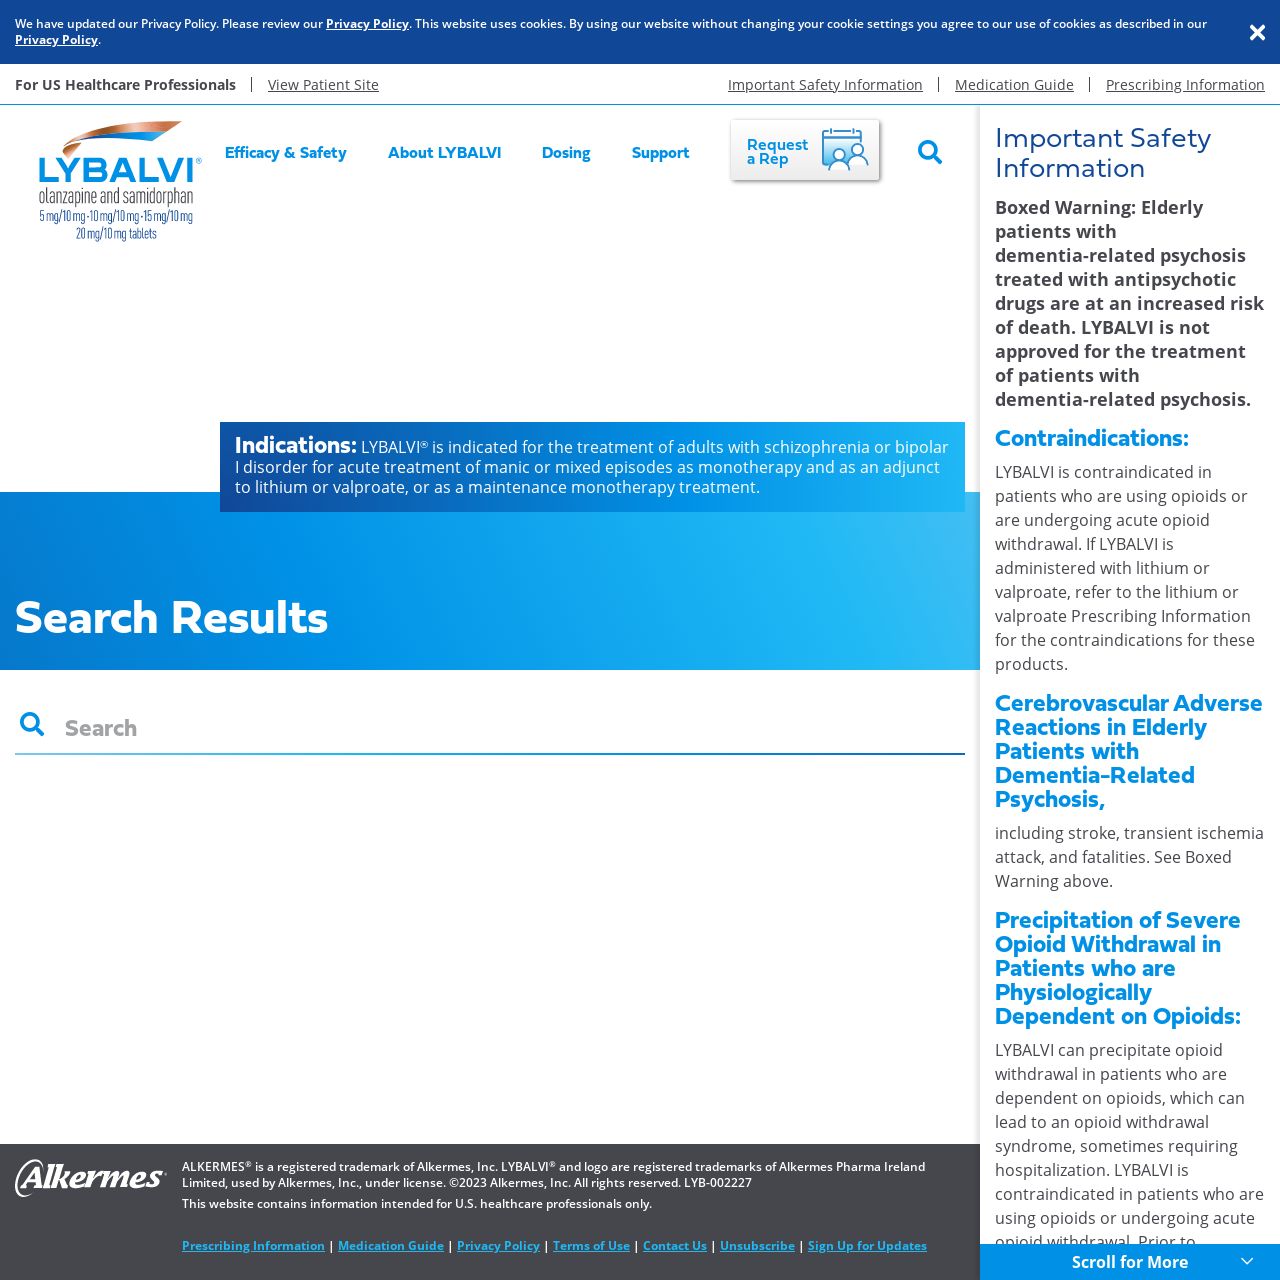 We have updated our Privacy Policy. Please review our Privacy Policy. This website uses cookies. By using our website without changing your cookie settings you agree to our use of cookies as described in our
Privacy Policy.
For US Healthcare Professionals
View Patient Site
Important Safety Information
Medication Guide
Prescribing Information
LYBALVI®
olanzapine and samidorphan
5 mg/10 mg · 10 mg/10 mg · 15 mg/10 mg
20 mg/10 mg tablets
Efficacy & Safety
About LYBALVI
Dosing
Support
Request
a Rep
Indications: LYBALVI® is indicated for the treatment of adults with schizophrenia or bipolar
I disorder for acute treatment of manic or mixed episodes as monotherapy and as an adjunct
to lithium or valproate, or as a maintenance monotherapy treatment.
Search Results
Search
Important Safety
Information
Boxed Warning: Elderly
patients with
dementia-related psychosis
treated with antipsychotic
drugs are at an increased risk
of death. LYBALVI is not
approved for the treatment
of patients with
dementia-related psychosis.
Contraindications:
LYBALVI is contraindicated in
patients who are using opioids or
are undergoing acute opioid
withdrawal. If LYBALVI is
administered with lithium or
valproate, refer to the lithium or
valproate Prescribing Information
for the contraindications for these
products.
Cerebrovascular Adverse
Reactions in Elderly
Patients with
Dementia-Related
Psychosis,
including stroke, transient ischemia
attack, and fatalities. See Boxed
Warning above.
Precipitation of Severe
Opioid Withdrawal in
Patients who are
Physiologically
Dependent on Opioids:
LYBALVI can precipitate opioid
withdrawal in patients who are
dependent on opioids, which can
lead to an opioid withdrawal
syndrome, sometimes requiring
hospitalization. LYBALVI is
contraindicated in patients who are
using opioids or undergoing acute
opioid withdrawal. Prior to
Scroll for More
Alkermes®
ALKERMES® is a registered trademark of Alkermes, Inc. LYBALVI® and logo are registered trademarks of Alkermes Pharma Ireland
Limited, used by Alkermes, Inc., under license. ©2023 Alkermes, Inc. All rights reserved. LYB-002227
This website contains information intended for U.S. healthcare professionals only.
Prescribing Information | Medication Guide | Privacy Policy | Terms of Use | Contact Us | Unsubscribe | Sign Up for Updates